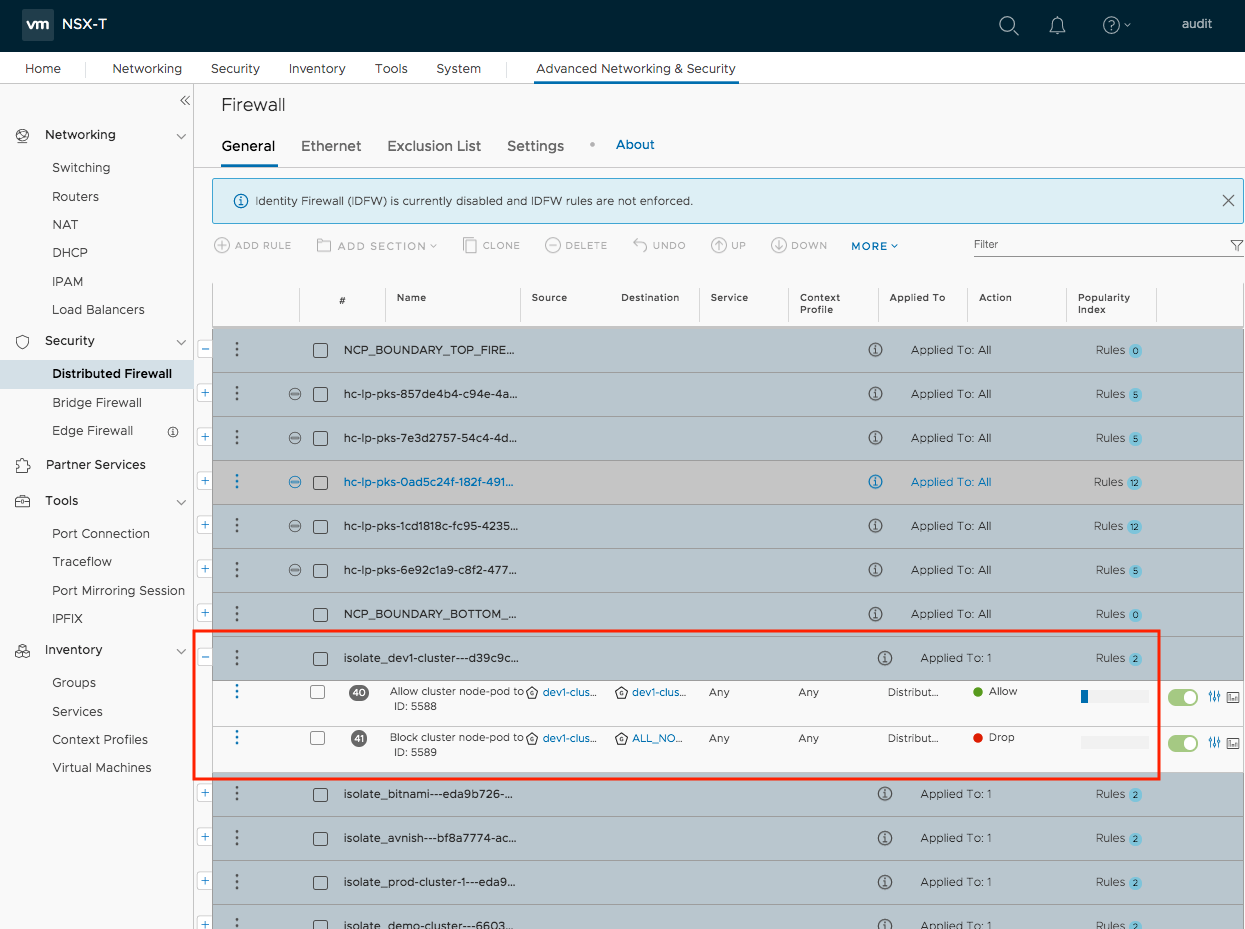 vm NSX-T
audit
Home Networking Security Inventory Tools System Advanced Networking & Security
Networking
Switching
Routers
NAT
DHCP
IPAM
Load Balancers
Security
Distributed Firewall
Bridge Firewall
Edge Firewall
Partner Services
Tools
Port Connection
Traceflow
Port Mirroring Session
IPFIX
Inventory
Groups
Services
Context Profiles
Virtual Machines
Firewall
General Ethernet Exclusion List Settings • About
Identity Firewall (IDFW) is currently disabled and IDFW rules are not enforced.
ADD RULE ADD SECTION CLONE DELETE UNDO UP DOWN MORE Filter
# Name Source Destination Service Context Profile Applied To Action Popularity Index
NCP_BOUNDARY_TOP_FIRE... Applied To: All Rules 0
hc-lp-pks-857de4b4-c94e-4a... Applied To: All Rules 5
hc-lp-pks-7e3d2757-54c4-4d... Applied To: All Rules 5
hc-lp-pks-0ad5c24f-182f-491... Applied To: All Rules 12
hc-lp-pks-1cd1818c-fc95-4235... Applied To: All Rules 12
hc-lp-pks-6e92c1a9-c8f2-477... Applied To: All Rules 5
NCP_BOUNDARY_BOTTOM_... Applied To: All Rules 0
isolate_dev1-cluster---d39c9c... Applied To: 1 Rules 2
40 Allow cluster node-pod to dev1-clus... dev1-clus... Any Any Distribut... Allow
ID: 5588
41 Block cluster node-pod to dev1-clus... ALL_NO... Any Any Distribut... Drop
ID: 5589
isolate_bitnami---eda9b726-... Applied To: 1 Rules 2
isolate_avnish---bf8a7774-ac... Applied To: 1 Rules 2
isolate_prod-cluster-1---eda9... Applied To: 1 Rules 2
isolate_demo-cluster---6603... Applied To: 1 Rules 2